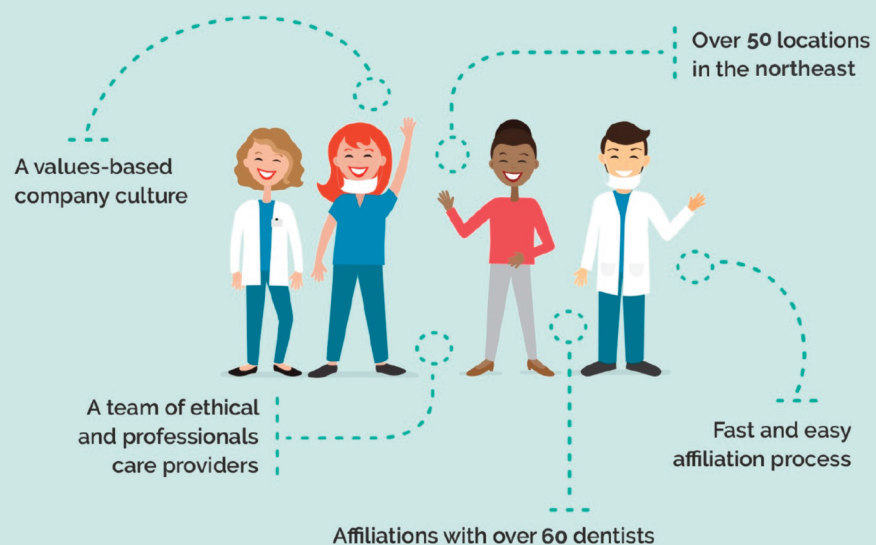 Over 50 locations
in the northeast
A values-based
company culture
A team of ethical
and professionals
care providers
Fast and easy
affiliation process
Affiliations with over 60 dentists